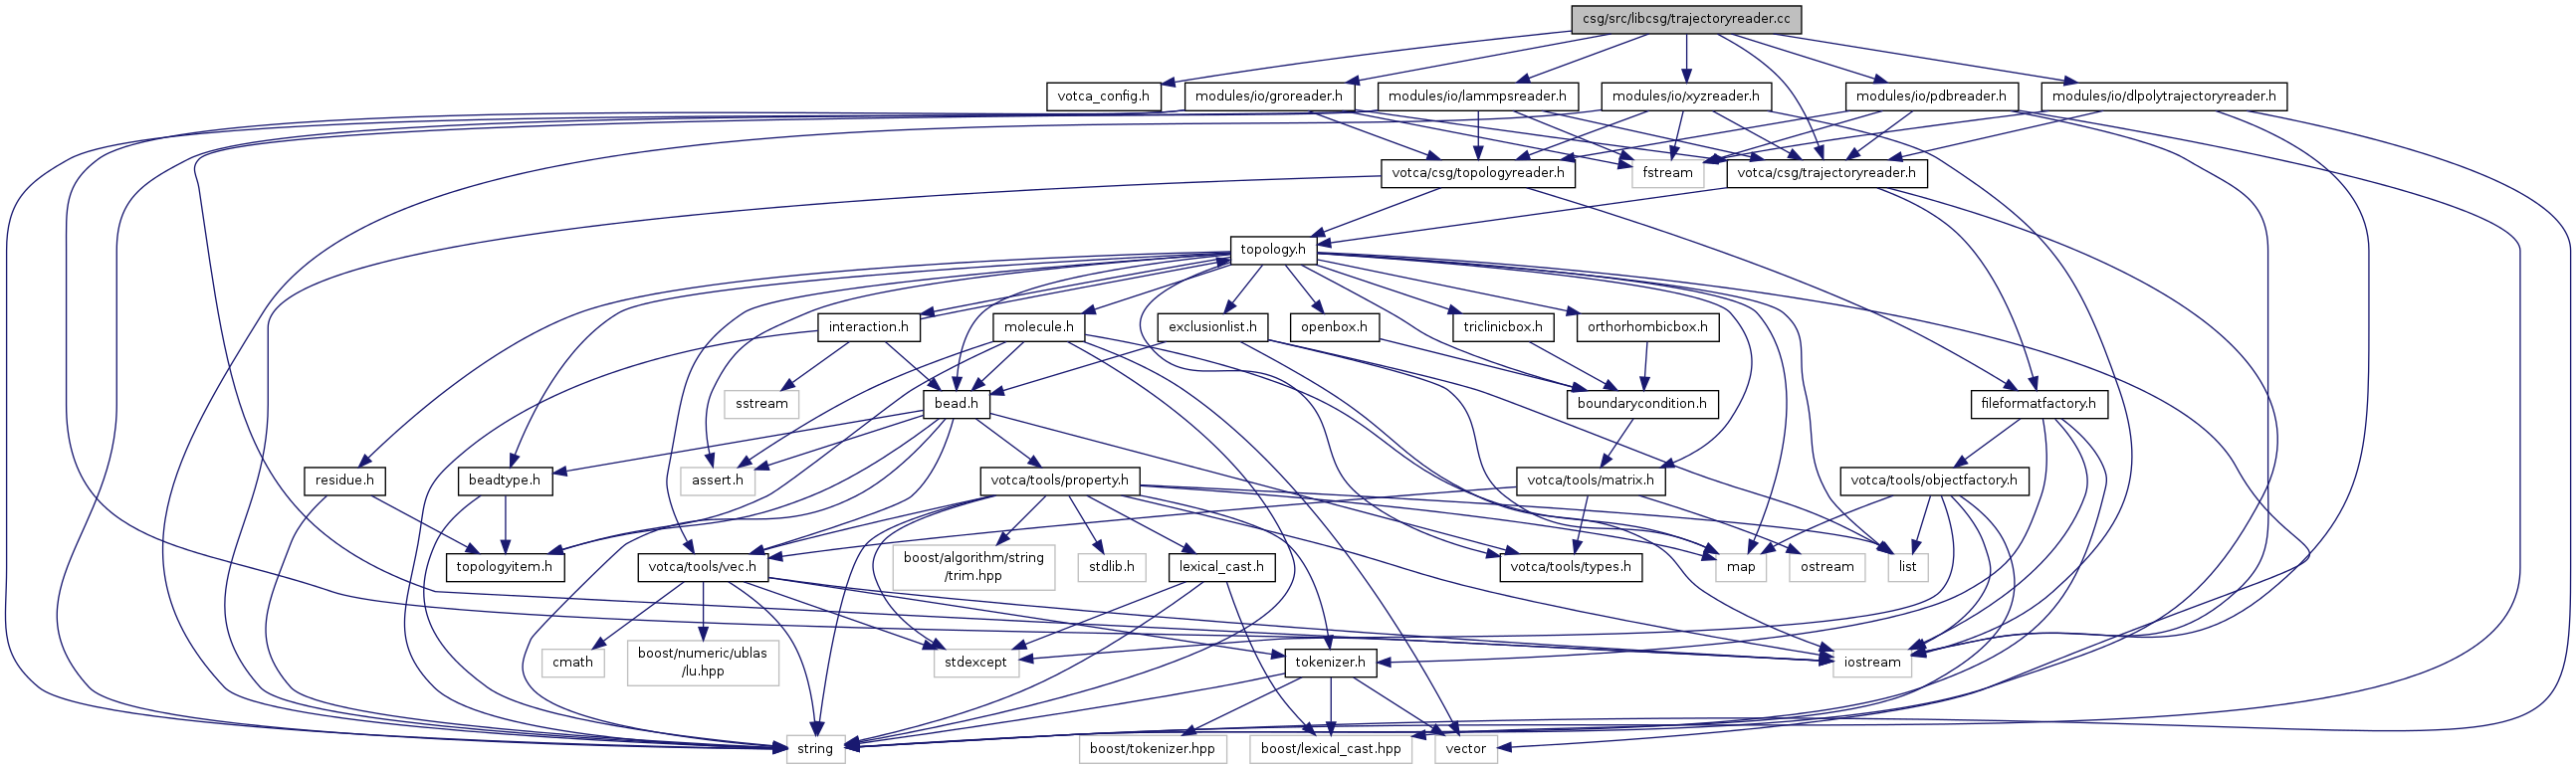 csg/src/libcsg/trajectoryreader.cc
votca_config.h
modules/io/groreader.h
modules/io/lammpsreader.h
modules/io/xyzreader.h
modules/io/pdbreader.h
modules/io/dlpolytrajectoryreader.h
votca/csg/topologyreader.h
fstream
votca/csg/trajectoryreader.h
topology.h
interaction.h
molecule.h
exclusionlist.h
openbox.h
triclinicbox.h
orthorhombicbox.h
sstream
bead.h
boundarycondition.h
fileformatfactory.h
residue.h
beadtype.h
assert.h
votca/tools/property.h
votca/tools/matrix.h
votca/tools/objectfactory.h
topologyitem.h
votca/tools/vec.h
boost/algorithm/string
/trim.hpp
stdlib.h
lexical_cast.h
votca/tools/types.h
map
ostream
list
cmath
boost/numeric/ublas
/lu.hpp
stdexcept
tokenizer.h
iostream
string
boost/tokenizer.hpp
boost/lexical_cast.hpp
vector